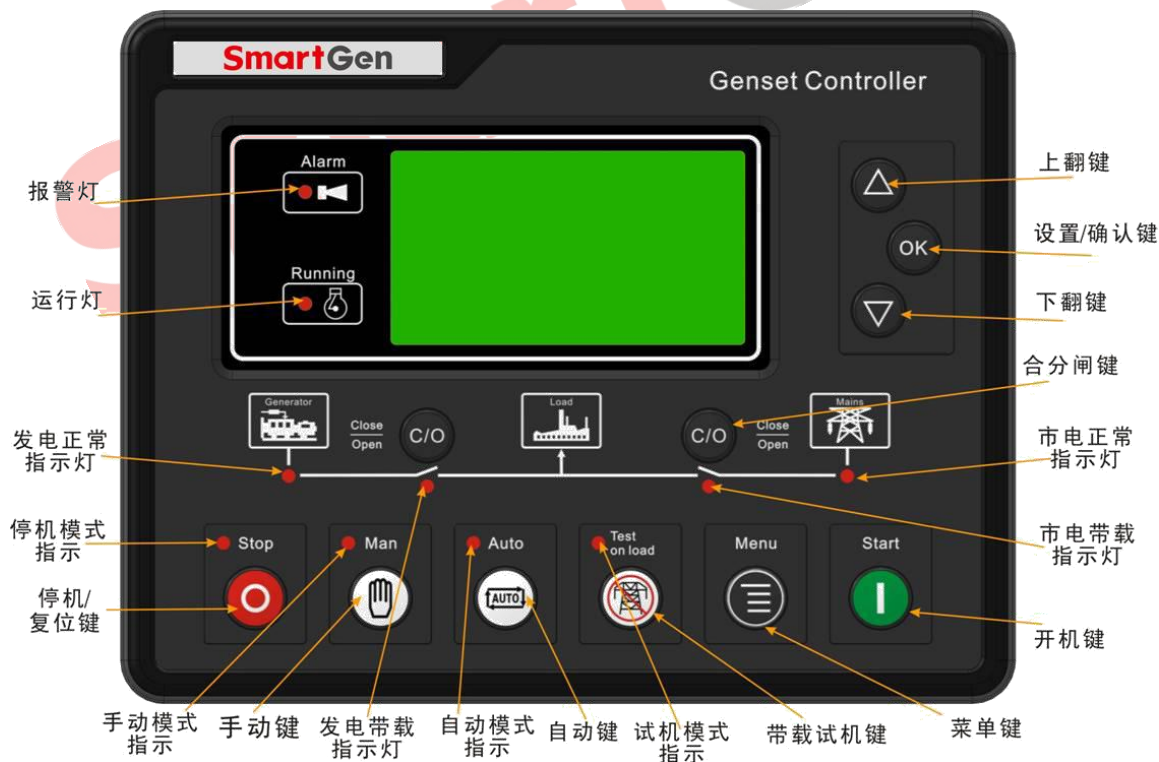 SmartGen
Genset Controller
Alarm
报警灯
上翻键
设置/确认键
OK
Running
运行灯
下翻键
合分闸键
Generator
Load
Mains
Close
Open
C/O
C/O
Close
Open
发电正常
指示灯
市电正常
指示灯
停机模式
指示
Stop
Man
Auto
Test
on load
Menu
Start
市电带载
指示灯
停机/
复位键
AUTO
开机键
手动模式
指示
手动键
发电带载
指示灯
自动模式
指示
自动键
试机模式
指示
带载试机键
菜单键